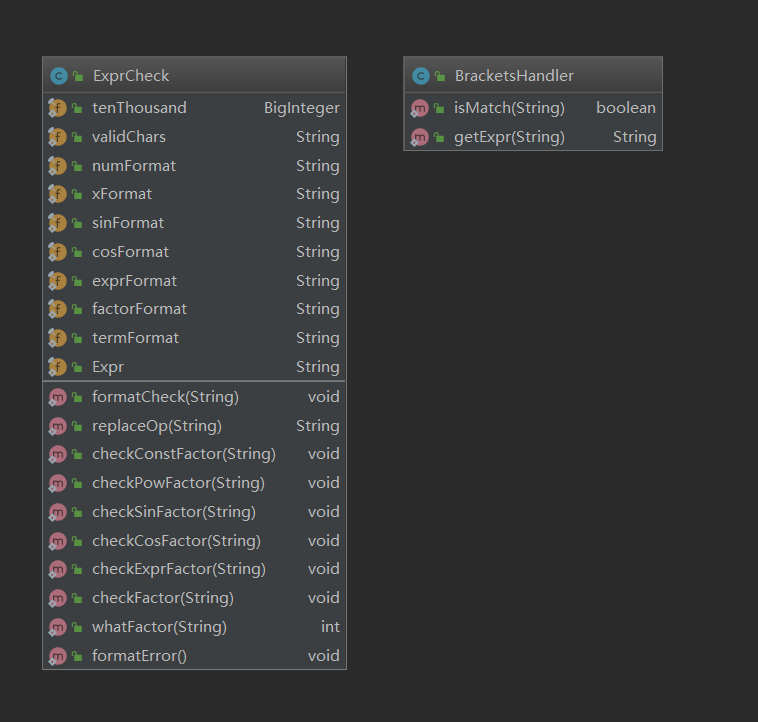 ExprCheck
tenThousand BigInteger
validChars String
numFormat String
xFormat String
sinFormat String
cosFormat String
exprFormat String
factorFormat String
termFormat String
Expr String
formatCheck(String) void
replaceOp(String) String
checkConstFactor(String) void
checkPowFactor(String) void
checkSinFactor(String) void
checkCosFactor(String) void
checkExprFactor(String) void
checkFactor(String) void
whatFactor(String) int
formatError() void
BracketsHandler
isMatch(String) boolean
getExpr(String) String